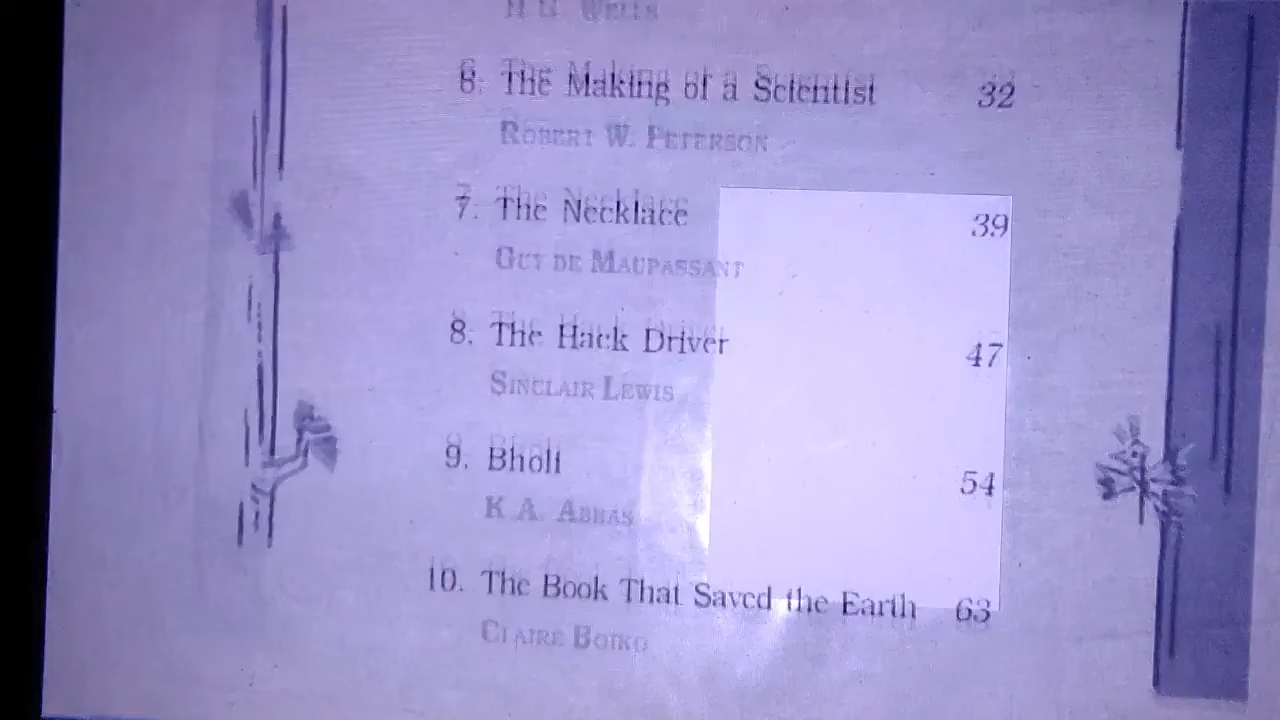 H G. WELLS
6. The Making of a Scientist 32
ROBERT W. PETERSON
7. The Necklace 39
GUY DE MAUPASSANT
8. The Hack Driver 47
SINCLAIR LEWIS
9. Bholi 54
K A. ABBAS
10. The Book That Saved the Earth 63
CLAIRE BOIKO